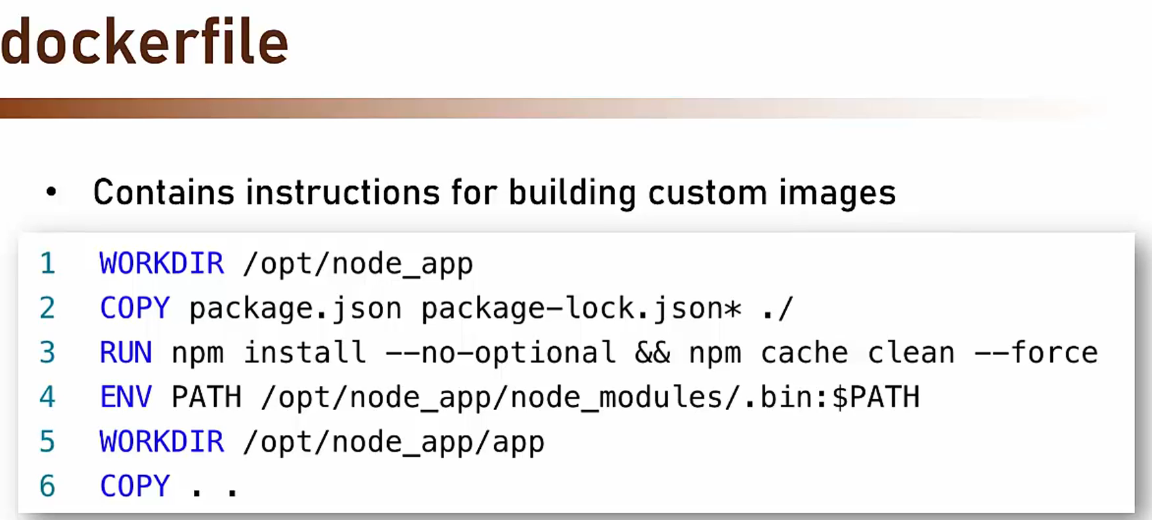 dockerfile
• Contains instructions for building custom images
1 WORKDIR /opt/node_app
2 COPY package.json package-lock.json* ./
3 RUN npm install --no-optional && npm cache clean --force
4 ENV PATH /opt/node_app/node_modules/.bin:$PATH
5 WORKDIR /opt/node_app/app
6 COPY . .